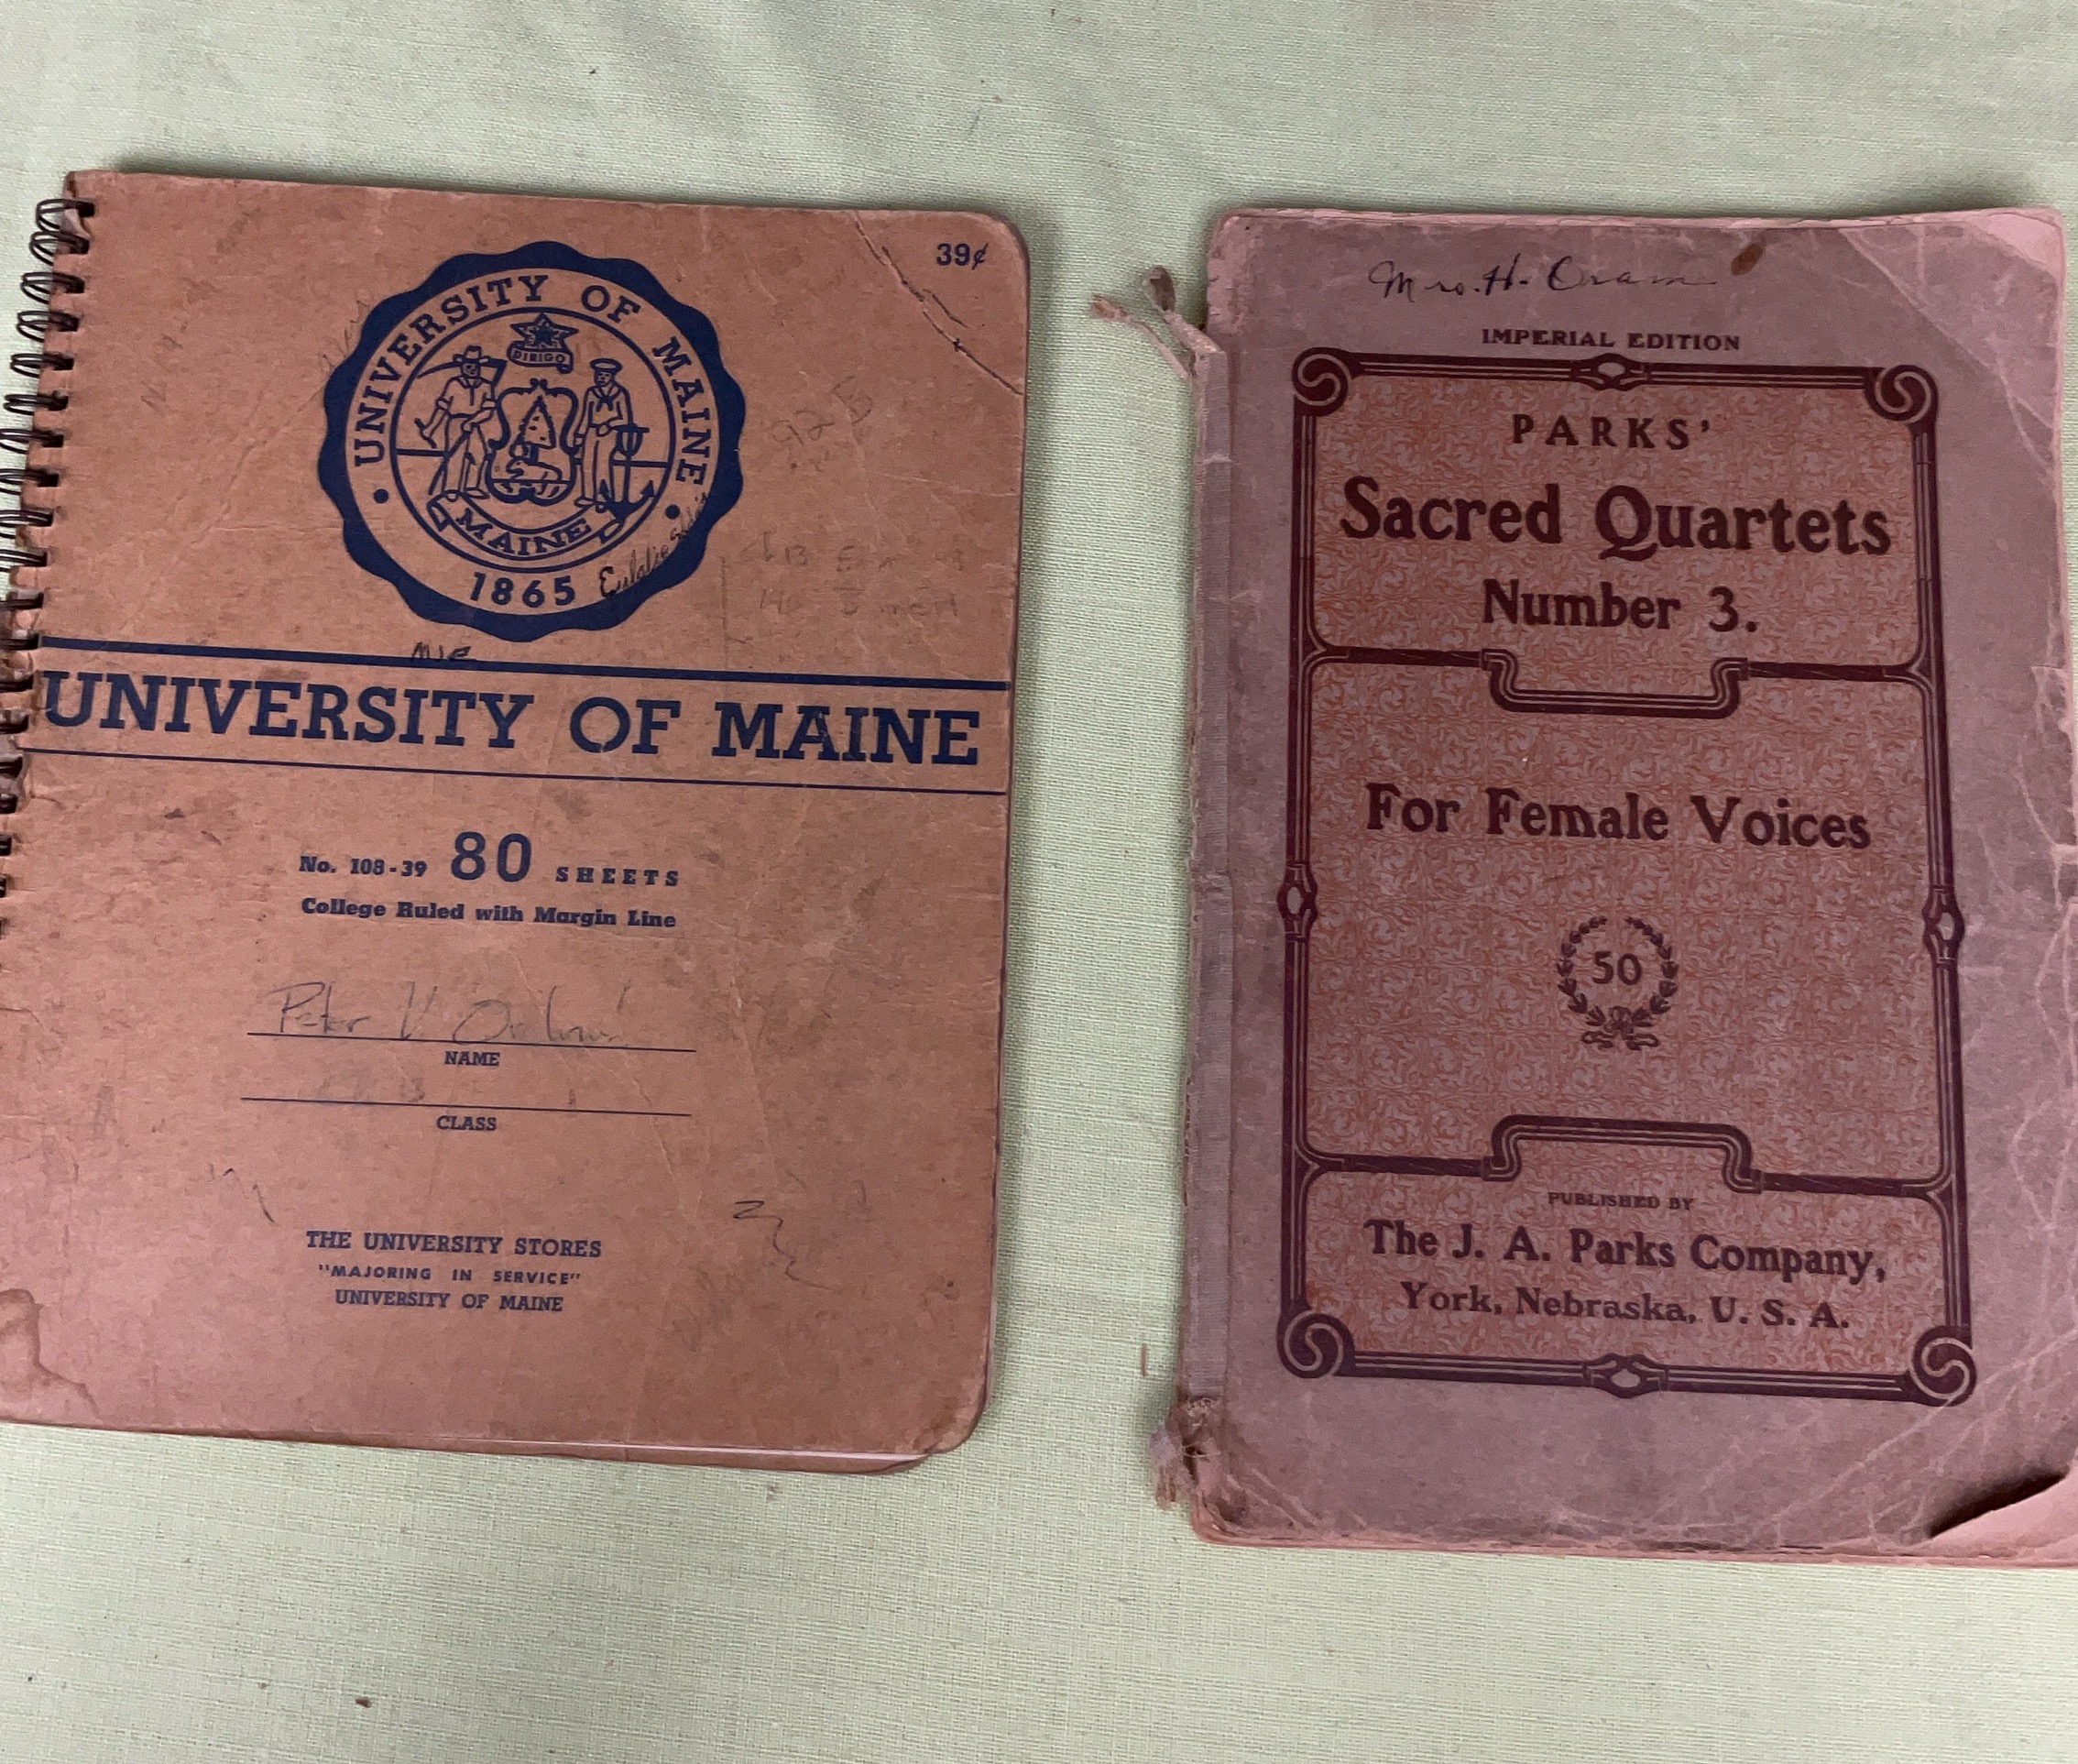 39¢
UNIVERSITY OF MAINE
DIRIGO
MAINE
1865
UNIVERSITY OF MAINE
No. 108-39 80 SHEETS
College Ruled with Margin Line
Peter V
NAME
CLASS
THE UNIVERSITY STORES
"MAJORING IN SERVICE"
UNIVERSITY OF MAINE
Mrs. H. Oram
IMPERIAL EDITION
PARKS'
Sacred Quartets
Number 3.
For Female Voices
50
PUBLISHED BY
The J. A. Parks Company,
York, Nebraska, U. S. A.